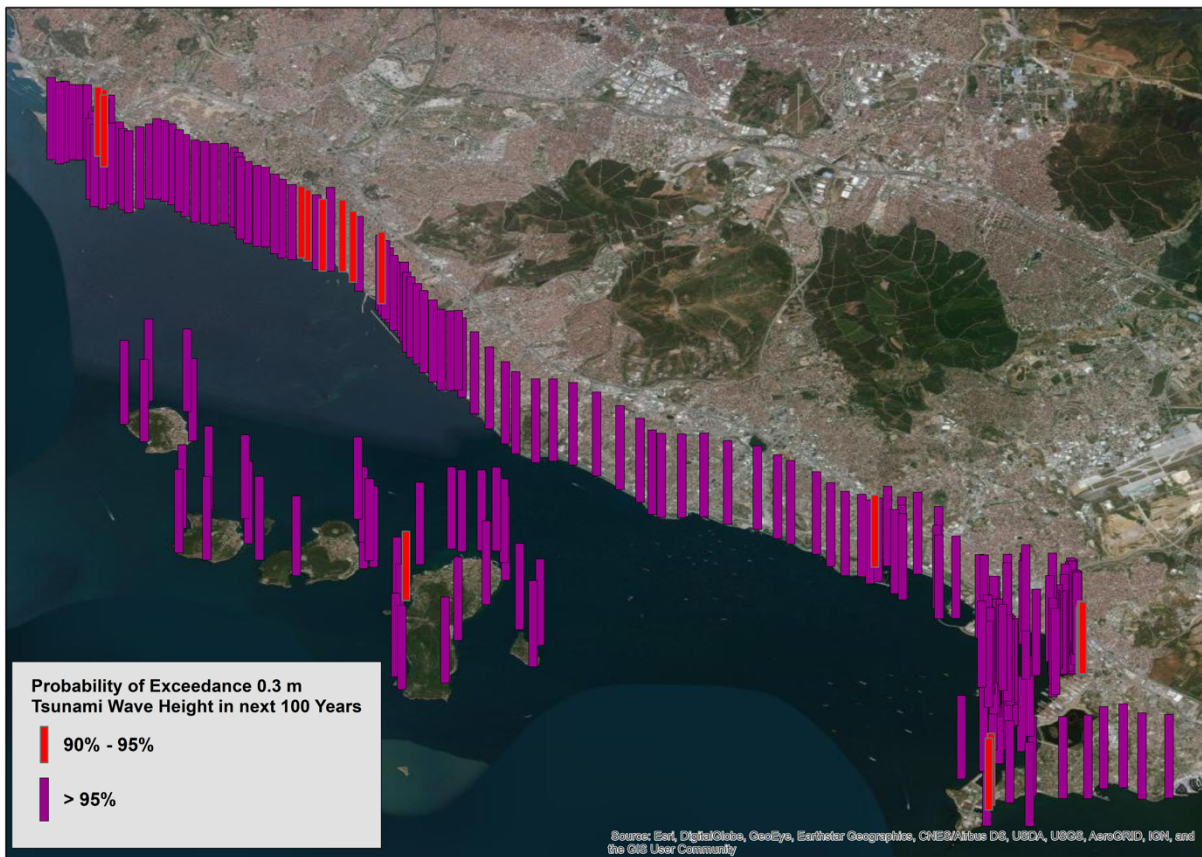 Probability of Exceedance 0.3 m
Tsunami Wave Height in next 100 Years
90% - 95%
> 95%
Source: Esri, DigitalGlobe, GeoEye, Earthstar Geographics, CNES/Airbus DS, USDA, USGS, AeroGRID, IGN, and
the GIS User Community